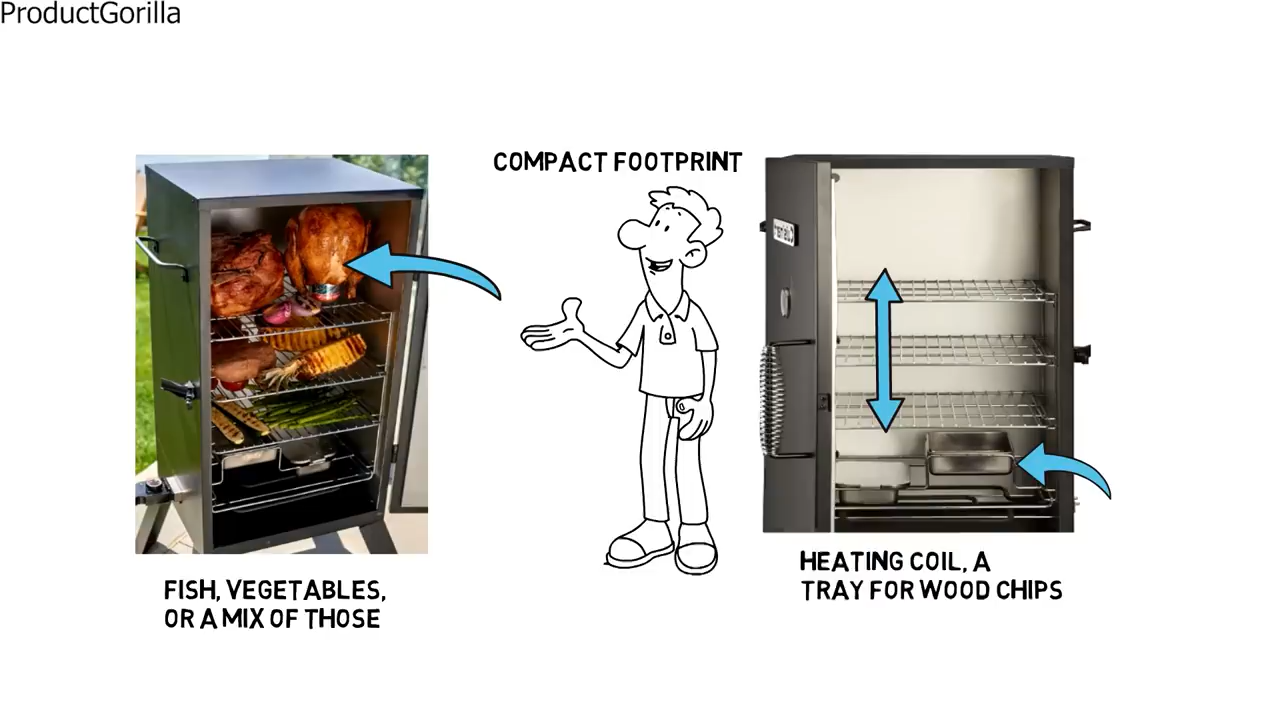 ProductGorilla
COMPACT FOOTPRINT
FISH, VEGETABLES,
OR A MIX OF THOSE
HEATING COIL, A
TRAY FOR WOOD CHIPS